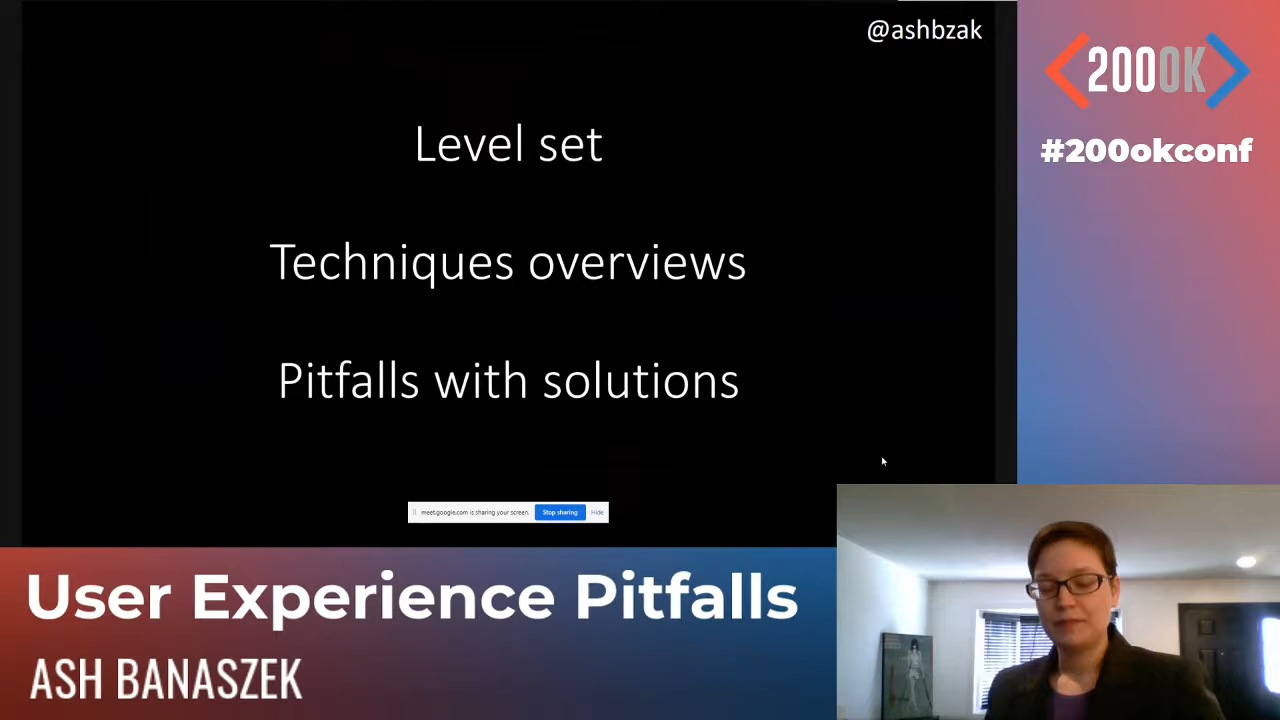 @ashbzak
Level set
Techniques overviews
Pitfalls with solutions
meet.google.com is sharing your screen.
Stop sharing
Hide
200OK
#200okconf
User Experience Pitfalls
ASH BANASZEK